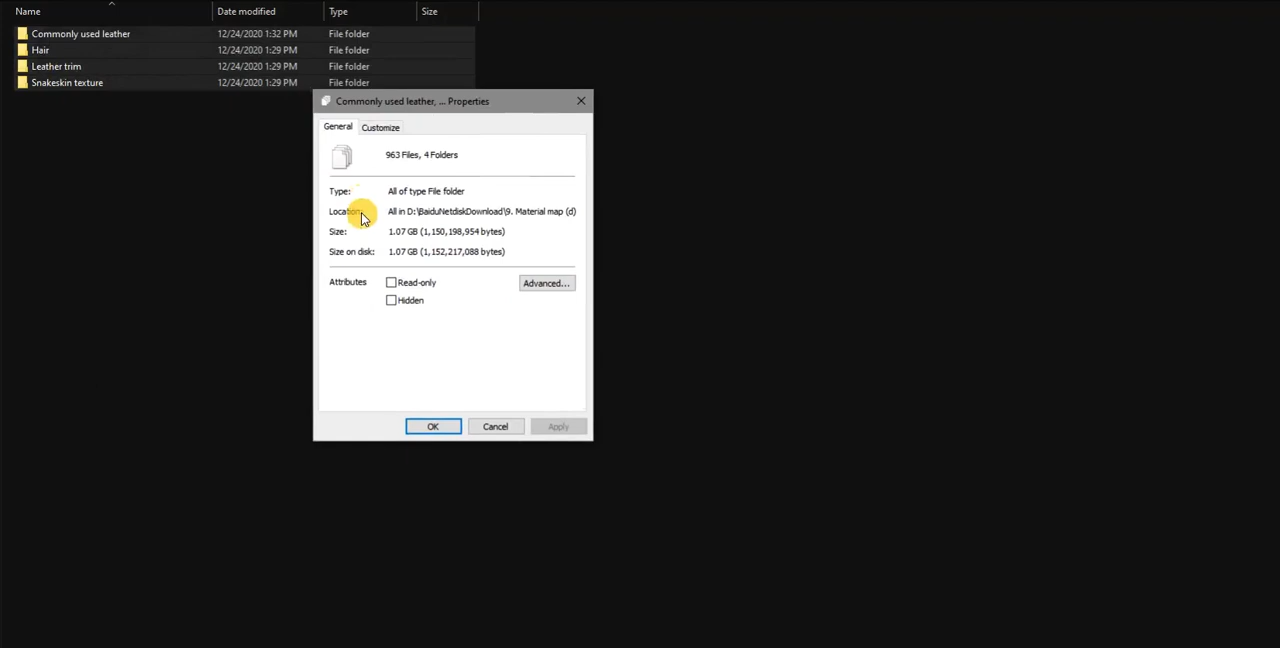 Name Date modified Type Size
Commonly used leather 12/24/2020 1:32 PM File folder
Hair 12/24/2020 1:29 PM File folder
Leather trim 12/24/2020 1:29 PM File folder
Snakeskin texture 12/24/2020 1:29 PM File folder
Commonly used leather, ... Properties
General Customize
963 Files, 4 Folders
Type: All of type File folder
Location: All in D:\BaiduNetdiskDownload\9. Material map (d)
Size: 1.07 GB (1,150,198,954 bytes)
Size on disk: 1.07 GB (1,152,217,088 bytes)
Attributes Read-only Advanced...
Hidden
OK Cancel Apply